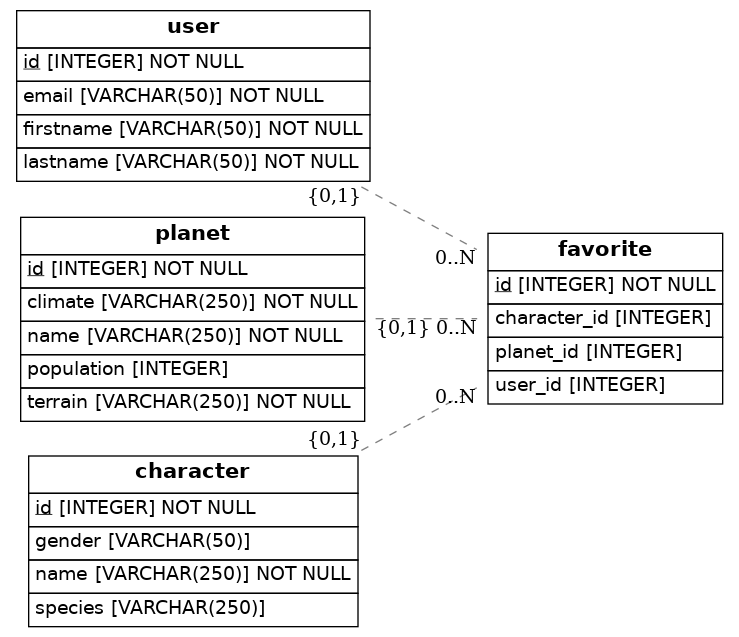 user
id [INTEGER] NOT NULL
email [VARCHAR(50)] NOT NULL
firstname [VARCHAR(50)] NOT NULL
lastname [VARCHAR(50)] NOT NULL
{0,1}
0..N
planet
id [INTEGER] NOT NULL
climate [VARCHAR(250)] NOT NULL
name [VARCHAR(250)] NOT NULL
population [INTEGER]
terrain [VARCHAR(250)] NOT NULL
{0,1} 0..N
favorite
id [INTEGER] NOT NULL
character_id [INTEGER]
planet_id [INTEGER]
user_id [INTEGER]
0..N
{0,1}
character
id [INTEGER] NOT NULL
gender [VARCHAR(50)]
name [VARCHAR(250)] NOT NULL
species [VARCHAR(250)]